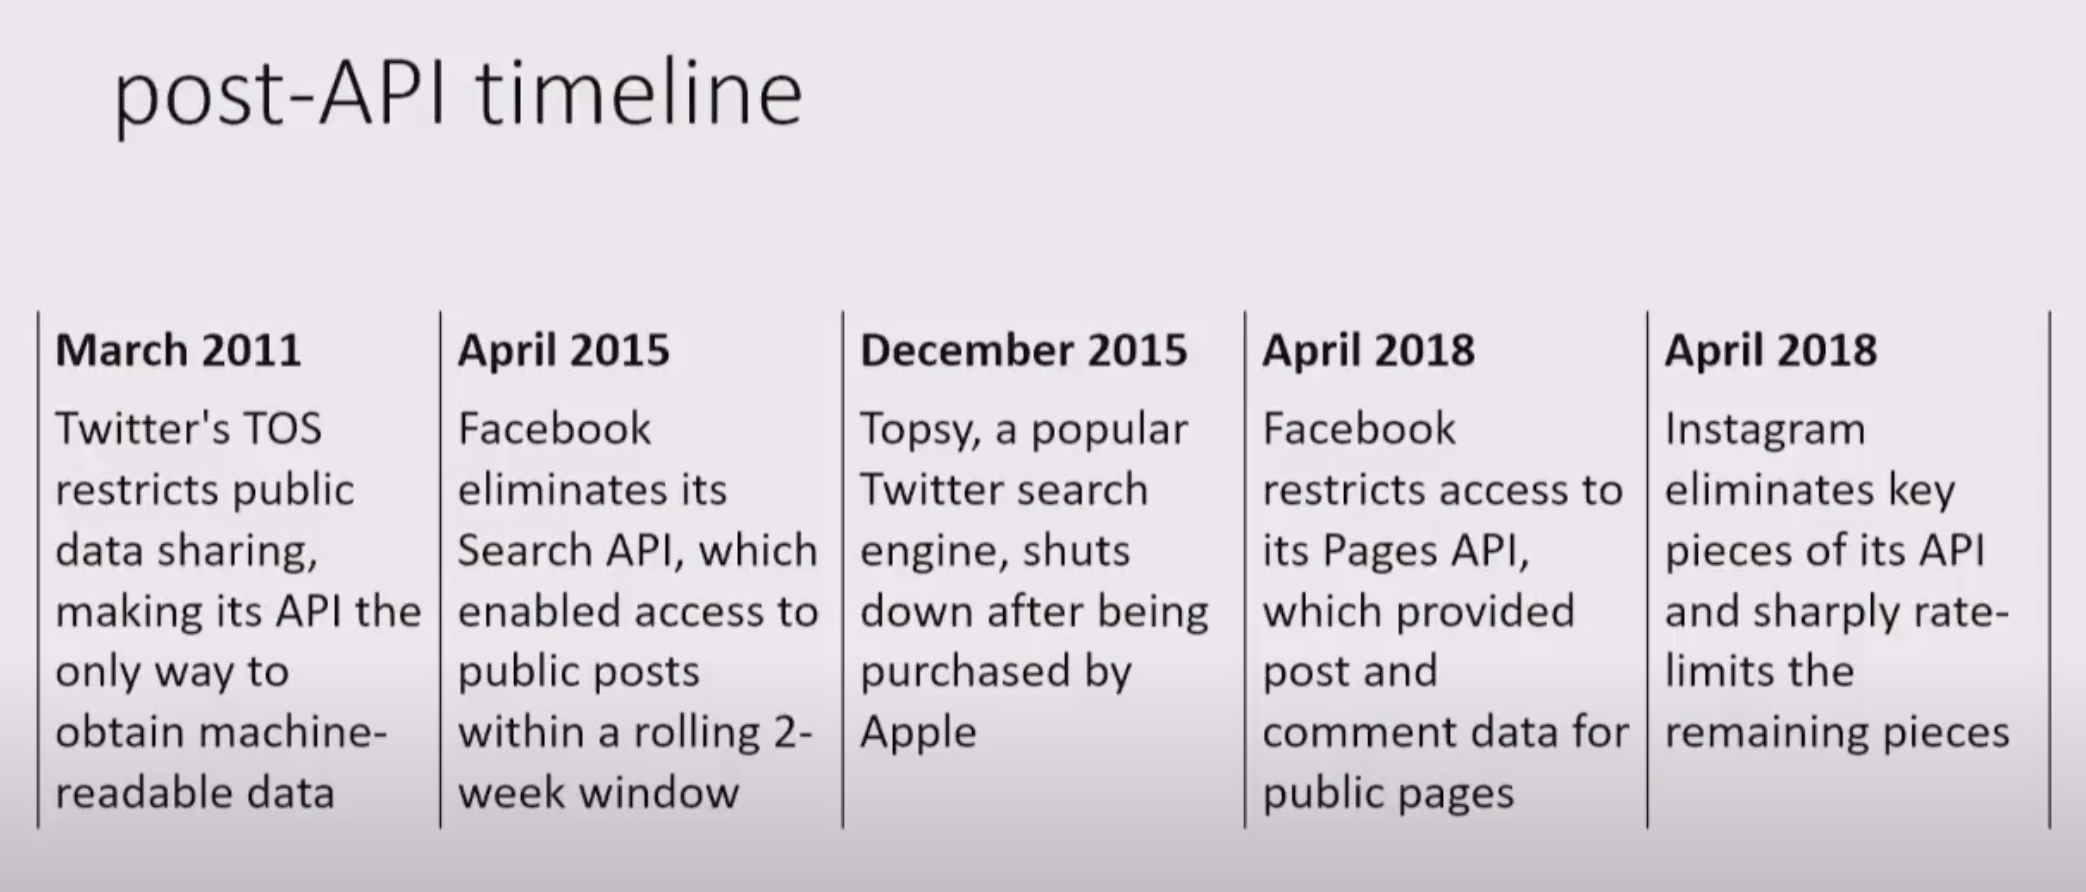 post-API timeline
March 2011
Twitter's TOS
restricts public
data sharing,
making its API the
only way to
obtain machine-
readable data
April 2015
Facebook
eliminates its
Search API, which
enabled access to
public posts
within a rolling 2-
week window
December 2015
Topsy, a popular
Twitter search
engine, shuts
down after being
purchased by
Apple
April 2018
Facebook
restricts access to
its Pages API,
which provided
post and
comment data for
public pages
April 2018
Instagram
eliminates key
pieces of its API
and sharply rate-
limits the
remaining pieces